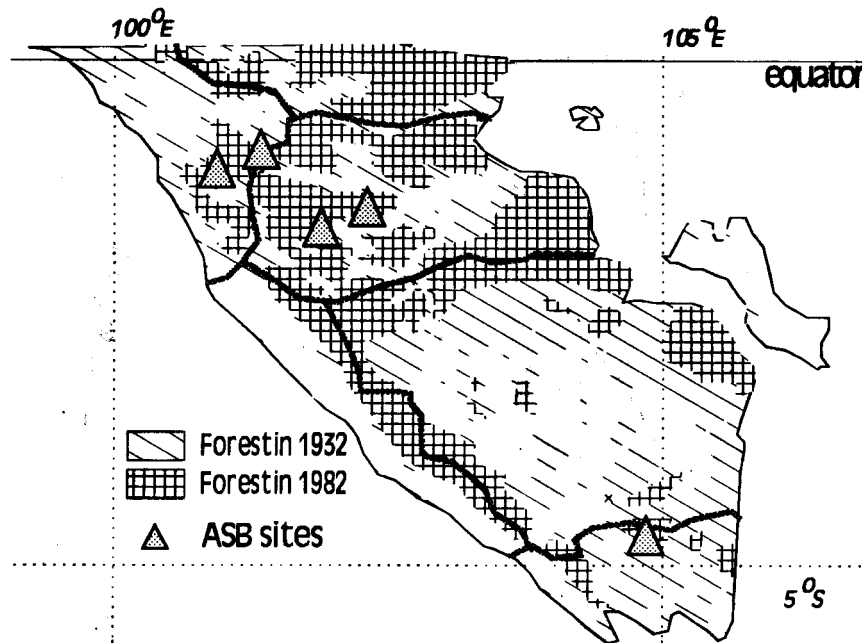 100°E
105°E
equator
Forestin 1932
Forestin 1982
ASB sites
5°S